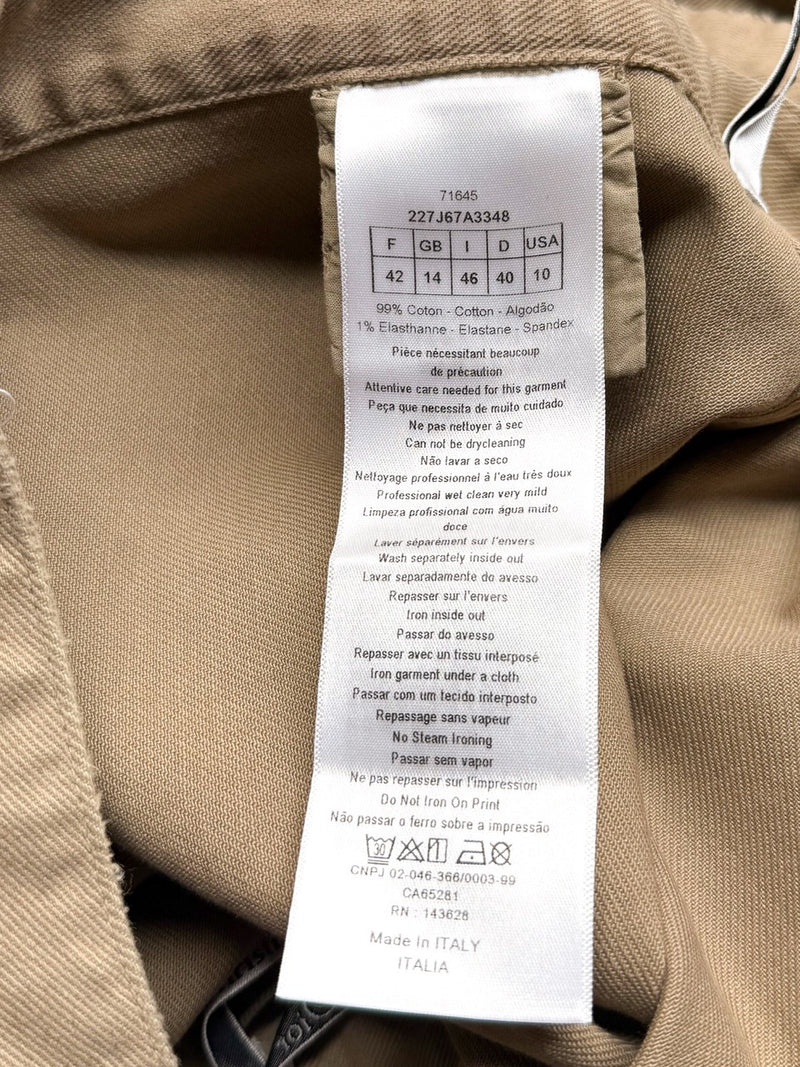 71645
227J67A3348
F GB I D USA
42 14 46 40 10
99% Coton - Cotton - Algodão
1% Elasthanne - Elastane - Spandex
Pièce nécessitant beaucoup
de précaution
Attentive care needed for this garment
Peça que necessita de muito cuidado
Ne pas nettoyer à sec
Can not be drycleaning
Não lavar a seco
Nettoyage professionnel à l'eau très doux
Professional wet clean very mild
Limpeza profissional com água muito
doce
Laver séparément sur l'envers
Wash separately inside out
Lavar separadamente do avesso
Repasser sur l'envers
Iron inside out
Passar do avesso
Repasser avec un tissu interposé
Iron garment under a cloth
Passar com um tecido interposto
Repassage sans vapeur
No Steam Ironing
Passar sem vapor
Ne pas repasser sur l'impression
Do Not Iron On Print
Não passar o ferro sobre a impressão
30
CNPJ 02-046-366/0003-99
CA65281
RN : 143628
Made In ITALY
ITALIA